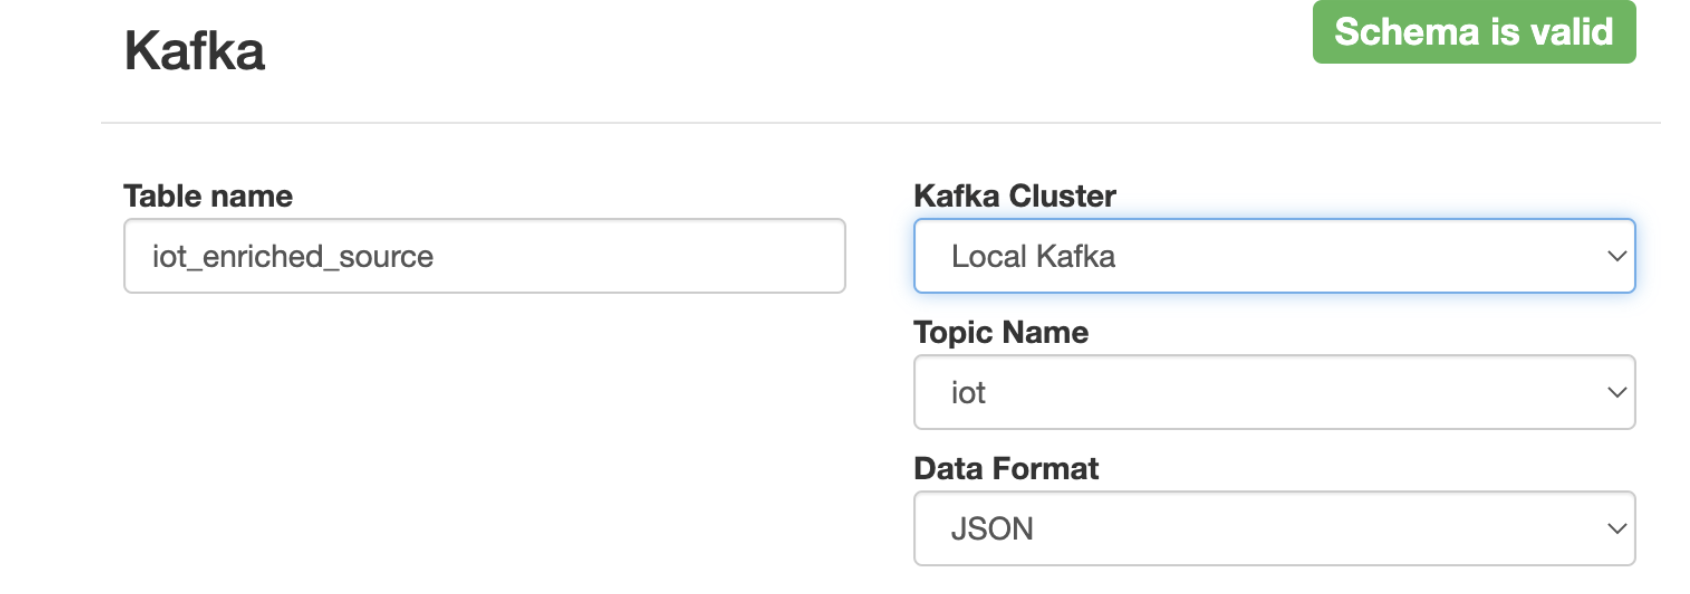 Kafka
Schema is valid
Table name
iot_enriched_source
Kafka Cluster
Local Kafka
Topic Name
iot
Data Format
JSON